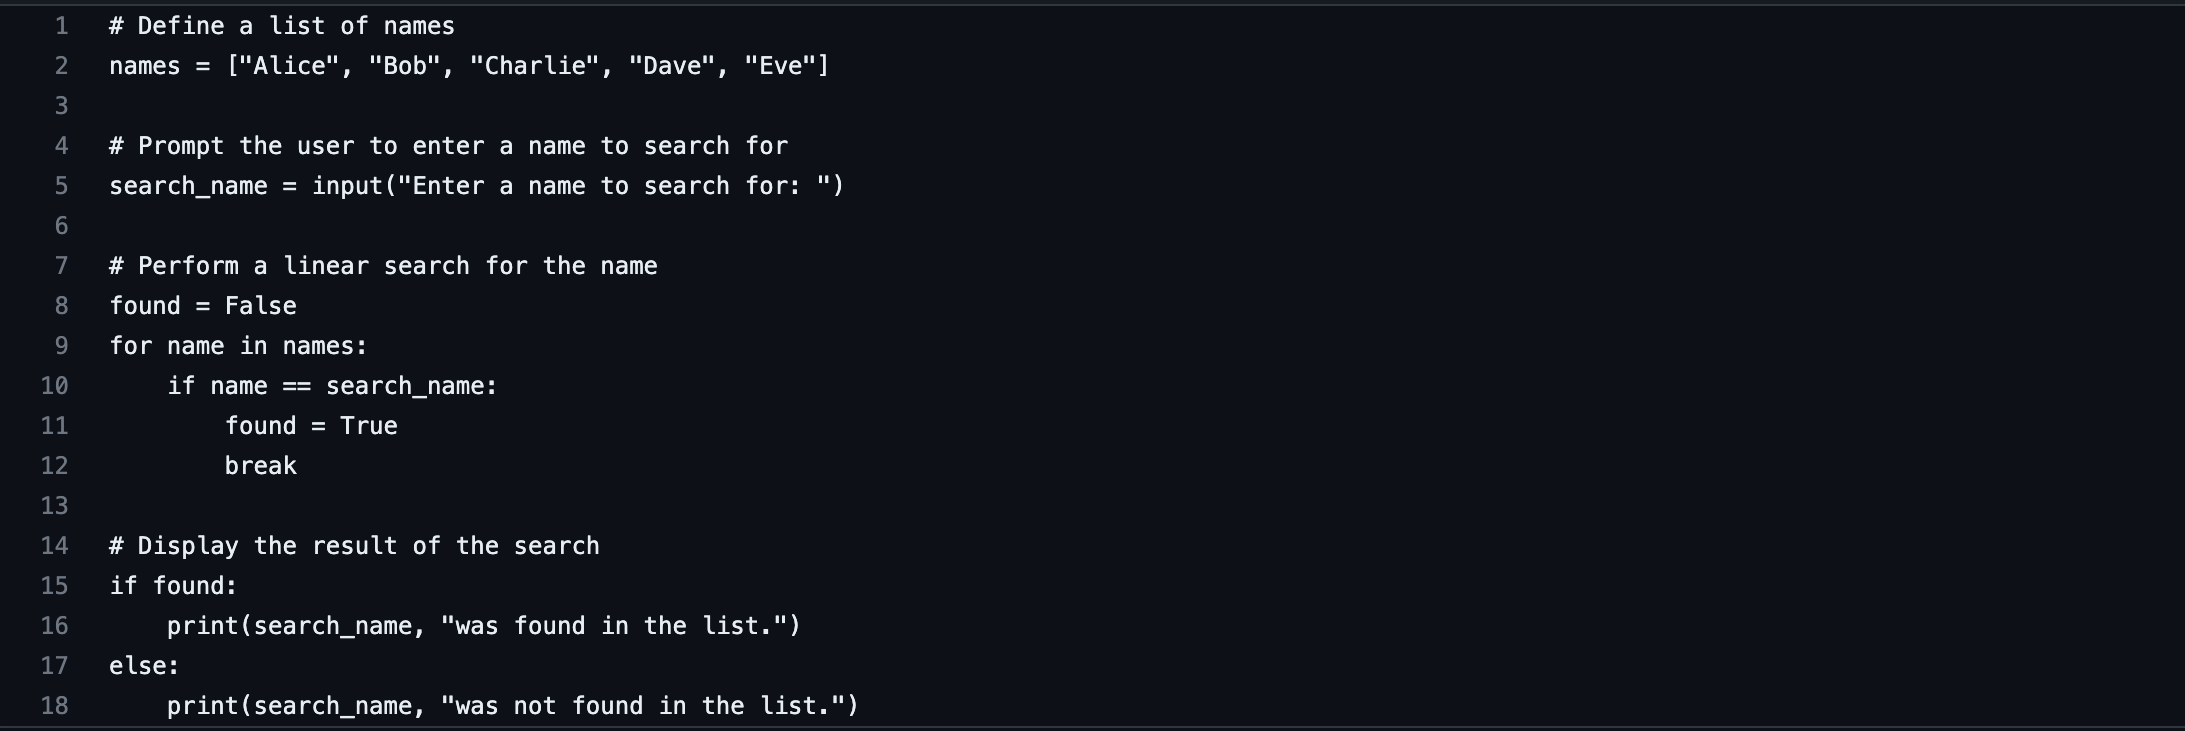 1 # Define a list of names
2 names = ["Alice", "Bob", "Charlie", "Dave", "Eve"]
3
4 # Prompt the user to enter a name to search for
5 search_name = input("Enter a name to search for: ")
6
7 # Perform a linear search for the name
8 found = False
9 for name in names:
10     if name == search_name:
11         found = True
12         break
13
14 # Display the result of the search
15 if found:
16     print(search_name, "was found in the list.")
17 else:
18     print(search_name, "was not found in the list.")